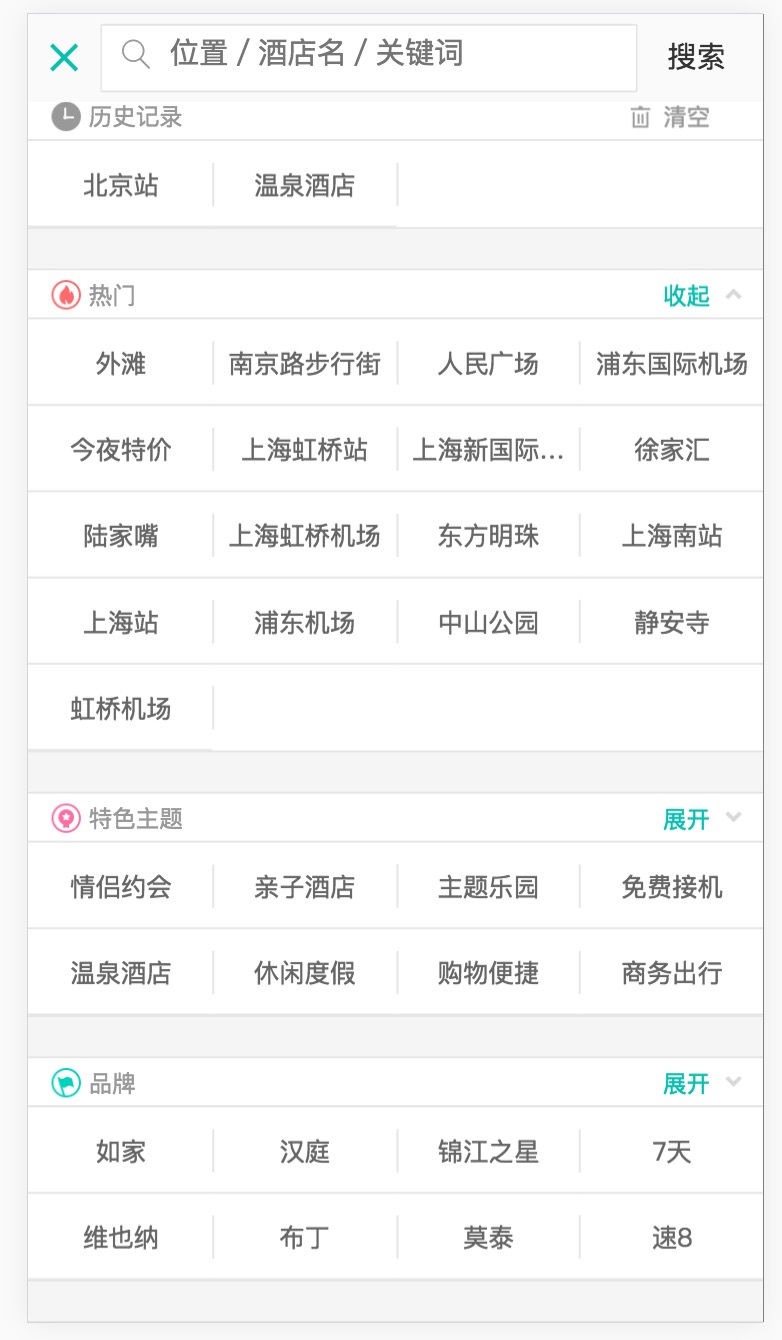 位置 / 酒店名 / 关键词 搜索
历史记录 清空
北京站 温泉酒店
热门 收起
外滩 南京路步行街 人民广场 浦东国际机场
今夜特价 上海虹桥站 上海新国际... 徐家汇
陆家嘴 上海虹桥机场 东方明珠 上海南站
上海站 浦东机场 中山公园 静安寺
虹桥机场
特色主题 展开
情侣约会 亲子酒店 主题乐园 免费接机
温泉酒店 休闲度假 购物便捷 商务出行
品牌 展开
如家 汉庭 锦江之星 7天
维也纳 布丁 莫泰 速8